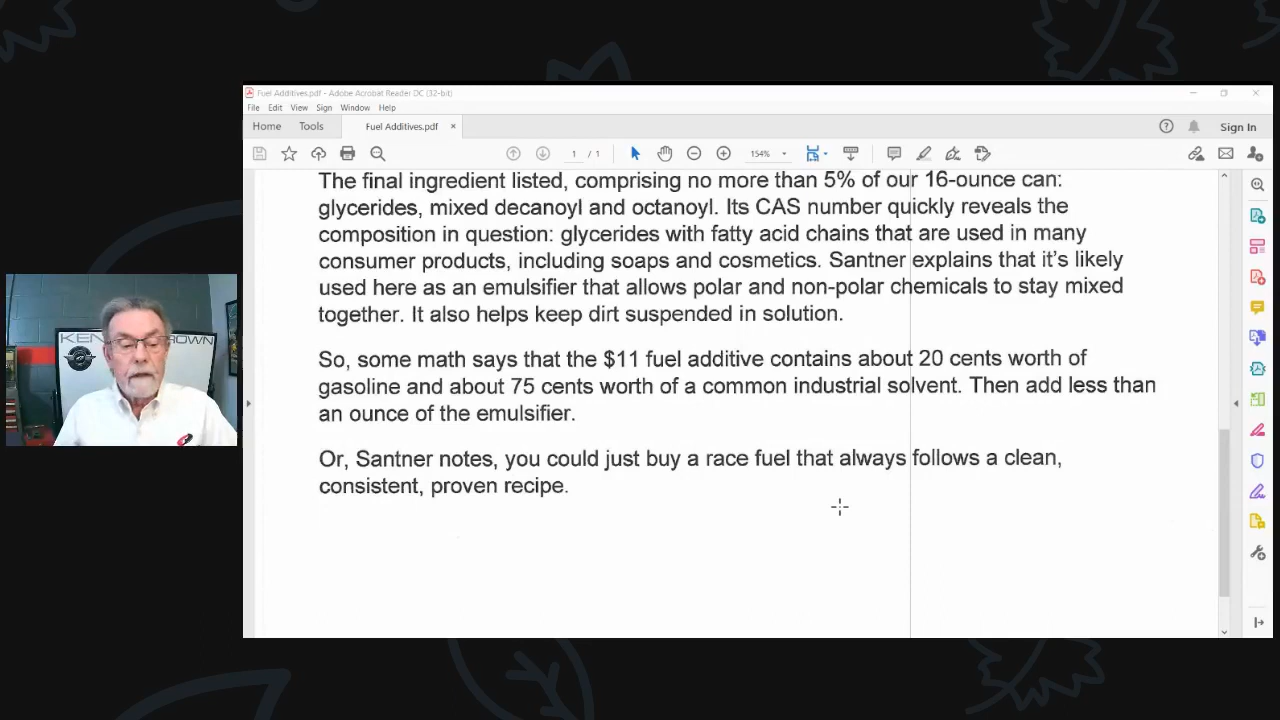 Fuel Additives.pdf - Adobe Acrobat Reader DC (32-bit)
File Edit View Sign Window Help
Home Tools Fuel Additives.pdf × Sign In
1 / 1 154%
The final ingredient listed, comprising no more than 5% of our 16-ounce can:
glycerides, mixed decanoyl and octanoyl. Its CAS number quickly reveals the
composition in question: glycerides with fatty acid chains that are used in many
consumer products, including soaps and cosmetics. Santner explains that it's likely
used here as an emulsifier that allows polar and non-polar chemicals to stay mixed
together. It also helps keep dirt suspended in solution.
So, some math says that the $11 fuel additive contains about 20 cents worth of
gasoline and about 75 cents worth of a common industrial solvent. Then add less than
an ounce of the emulsifier.
Or, Santner notes, you could just buy a race fuel that always follows a clean,
consistent, proven recipe.